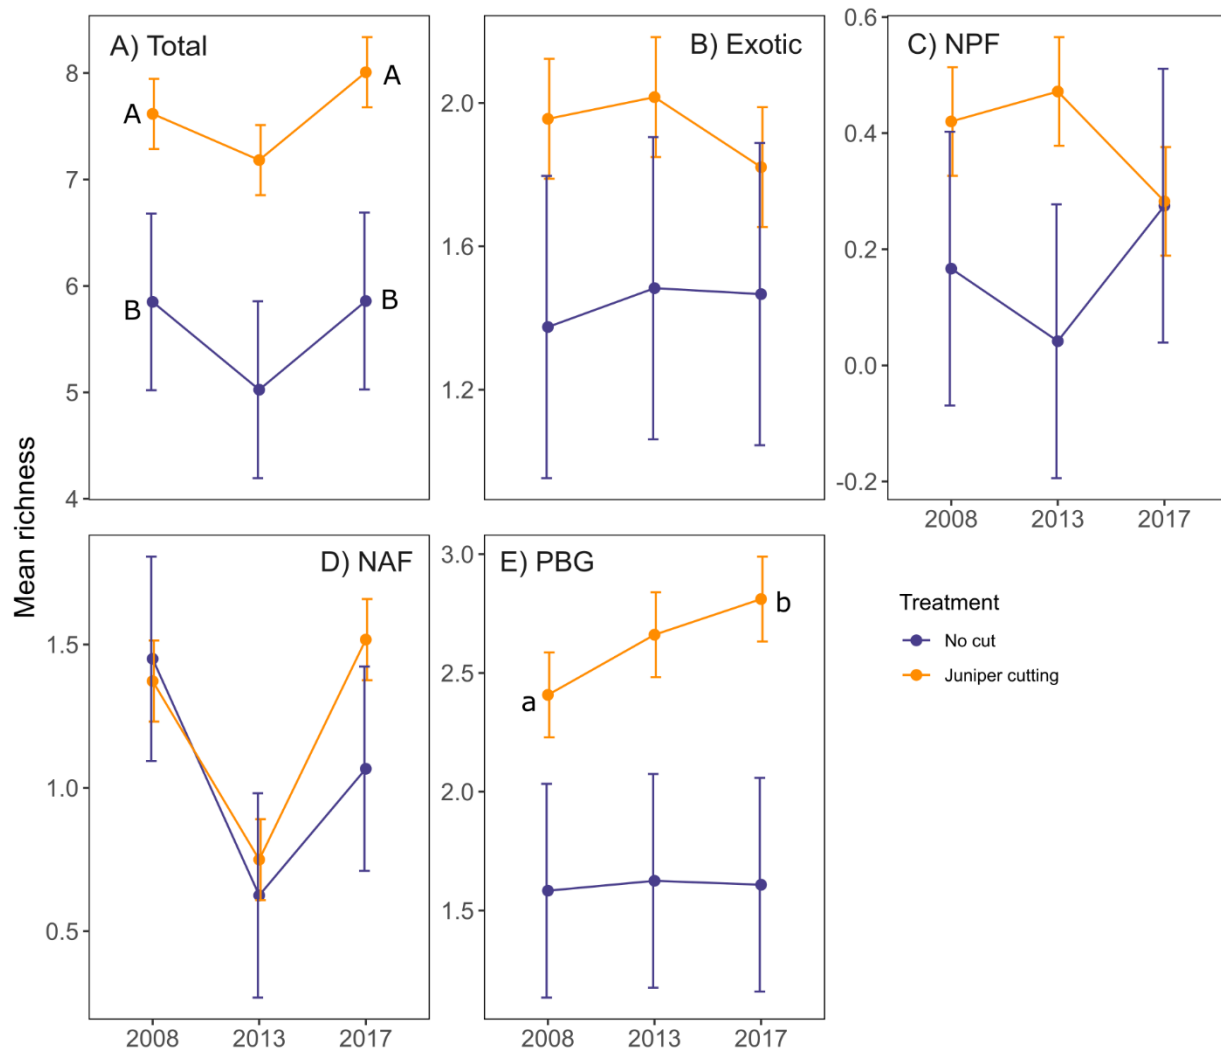 A) Total
8
7
6
5
4
A
A
B
B
B) Exotic
2.0
1.6
1.2
C) NPF
0.6
0.4
0.2
0.0
-0.2
2008 2013 2017
Mean richness
D) NAF
1.5
1.0
0.5
2008 2013 2017
E) PBG
3.0
2.5
2.0
1.5
a
b
2008 2013 2017
Treatment
No cut
Juniper cutting